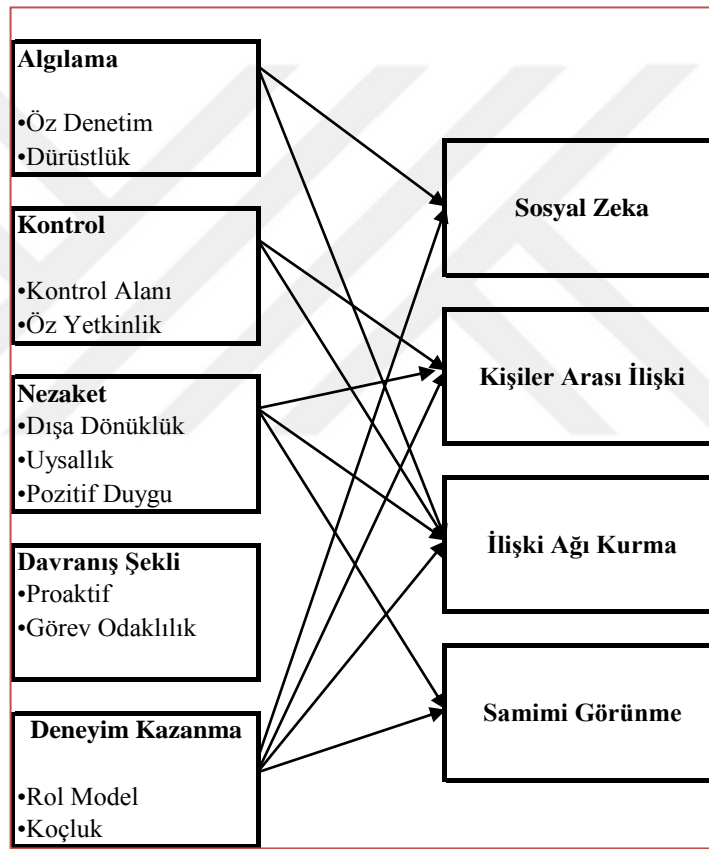 Algılama
•Öz Denetim
•Dürüstlük
Kontrol
•Kontrol Alanı
•Öz Yetkinlik
Nezaket
•Dışa Dönüklük
•Uysallık
•Pozitif Duygu
Davranış Şekli
•Proaktif
•Görev Odaklılık
Deneyim Kazanma
•Rol Model
•Koçluk
Sosyal Zeka
Kişiler Arası İlişki
İlişki Ağı Kurma
Samimi Görünme